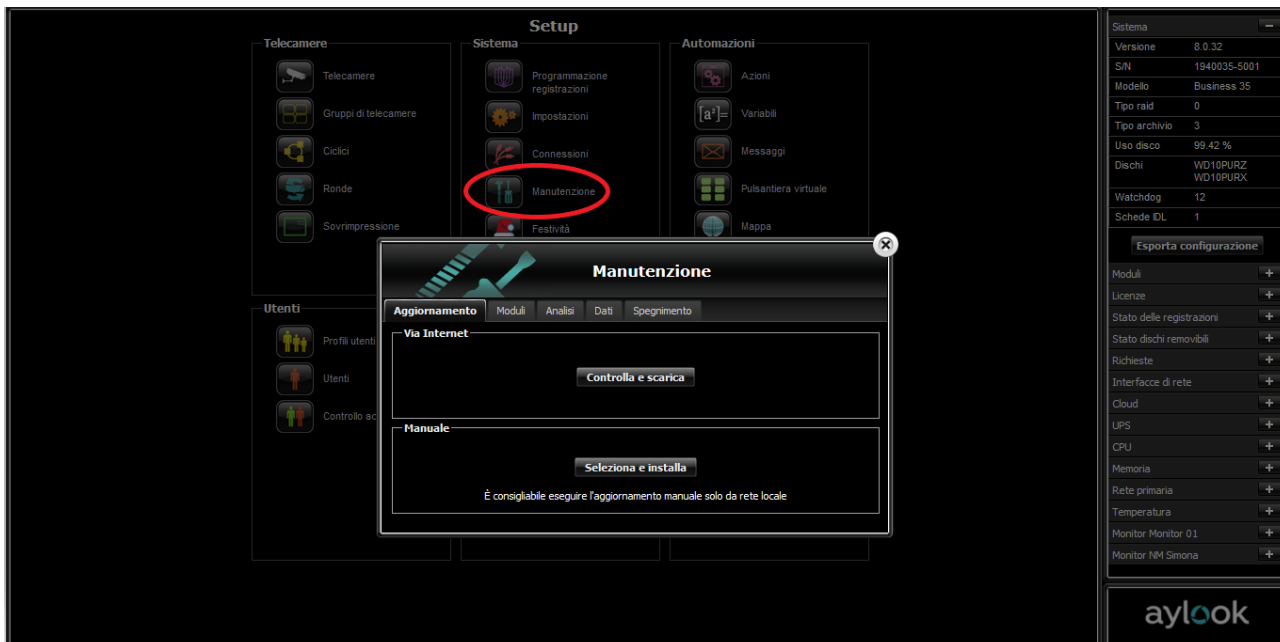 Setup
Telecamere
Telecamere
Gruppi di telecamere
Ciclici
Ronde
Sovrimpressione
Sistema
Programmazione
registrazioni
Impostazioni
Connessioni
Manutenzione
Festività
Automazioni
Azioni
[a²]=
Variabili
Messaggi
Pulsantiera virtuale
Mappa
Utenti
Profili utenti
Utenti
Controllo ac
Manutenzione
Aggiornamento Moduli Analisi Dati Spegnimento
Via Internet
Controlla e scarica
Manuale
Seleziona e installa
È consigliabile eseguire l'aggiornamento manuale solo da rete locale
Sistema
Versione 8.0.32
S/N 1940035-5001
Modello Business 35
Tipo raid 0
Tipo archivio 3
Uso disco 99.42 %
Dischi WD10PURZ
WD10PURX
Watchdog 12
Schede IDL 1
Esporta configurazione
Moduli
Licenze
Stato delle registrazioni
Stato dischi removibili
Richieste
Interfacce di rete
Cloud
UPS
CPU
Memoria
Rete primaria
Temperatura
Monitor Monitor 01
Monitor NM Simona
aylook